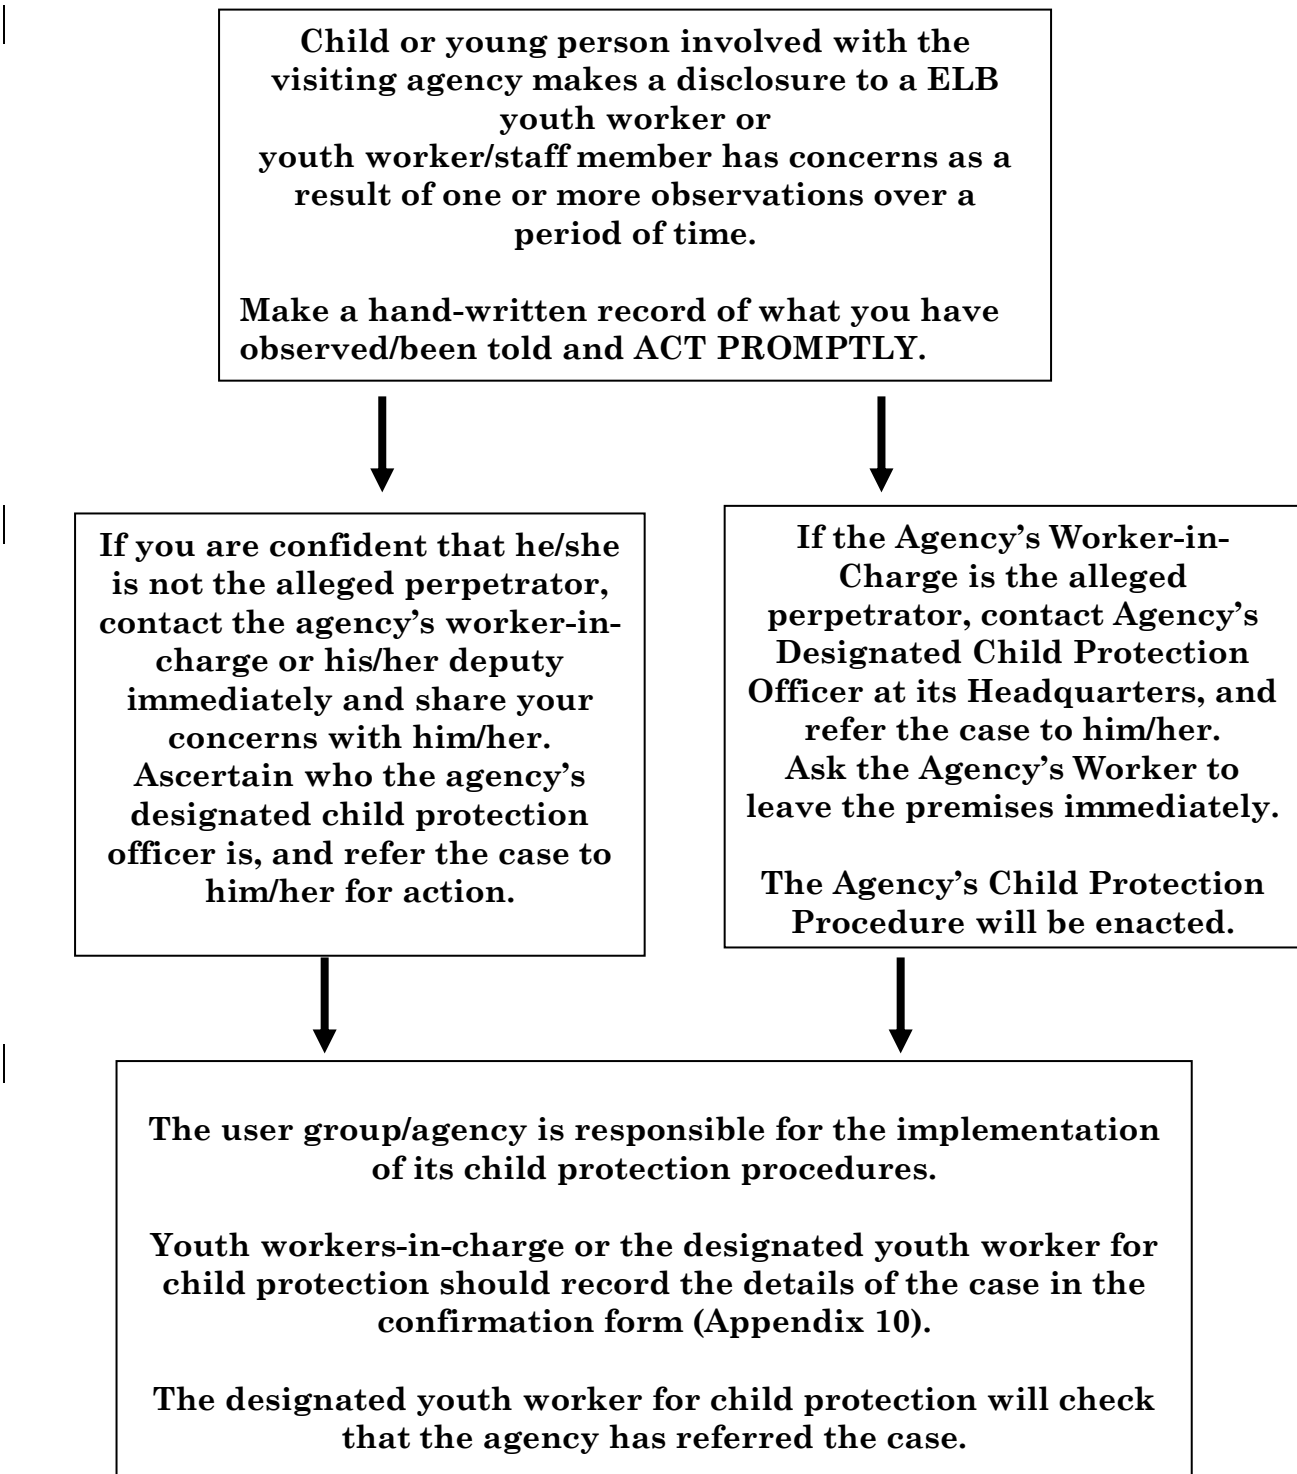 Child or young person involved with the
visiting agency makes a disclosure to a ELB
youth worker or
youth worker/staff member has concerns as a
result of one or more observations over a
period of time.
Make a hand-written record of what you have
observed/been told and ACT PROMPTLY.
If you are confident that he/she
is not the alleged perpetrator,
contact the agency’s worker-in-
charge or his/her deputy
immediately and share your
concerns with him/her.
Ascertain who the agency’s
designated child protection
officer is, and refer the case to
him/her for action.
If the Agency’s Worker-in-
Charge is the alleged
perpetrator, contact Agency’s
Designated Child Protection
Officer at its Headquarters, and
refer the case to him/her.
Ask the Agency’s Worker to
leave the premises immediately.
The Agency’s Child Protection
Procedure will be enacted.
The user group/agency is responsible for the implementation
of its child protection procedures.
Youth workers-in-charge or the designated youth worker for
child protection should record the details of the case in the
confirmation form (Appendix 10).
The designated youth worker for child protection will check
that the agency has referred the case.